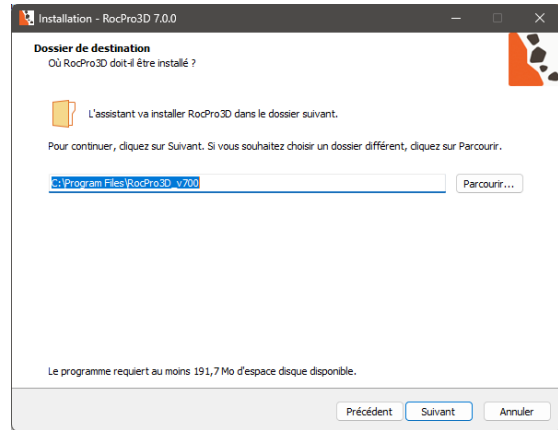 Installation - RocPro3D 7.0.0
Dossier de destination
Où RocPro3D doit-il être installé ?
L'assistant va installer RocPro3D dans le dossier suivant.
Pour continuer, cliquez sur Suivant. Si vous souhaitez choisir un dossier différent, cliquez sur Parcourir.
C:\Program Files\RocPro3D_v700
Parcourir...
Le programme requiert au moins 191,7 Mo d'espace disque disponible.
Précédent
Suivant
Annuler